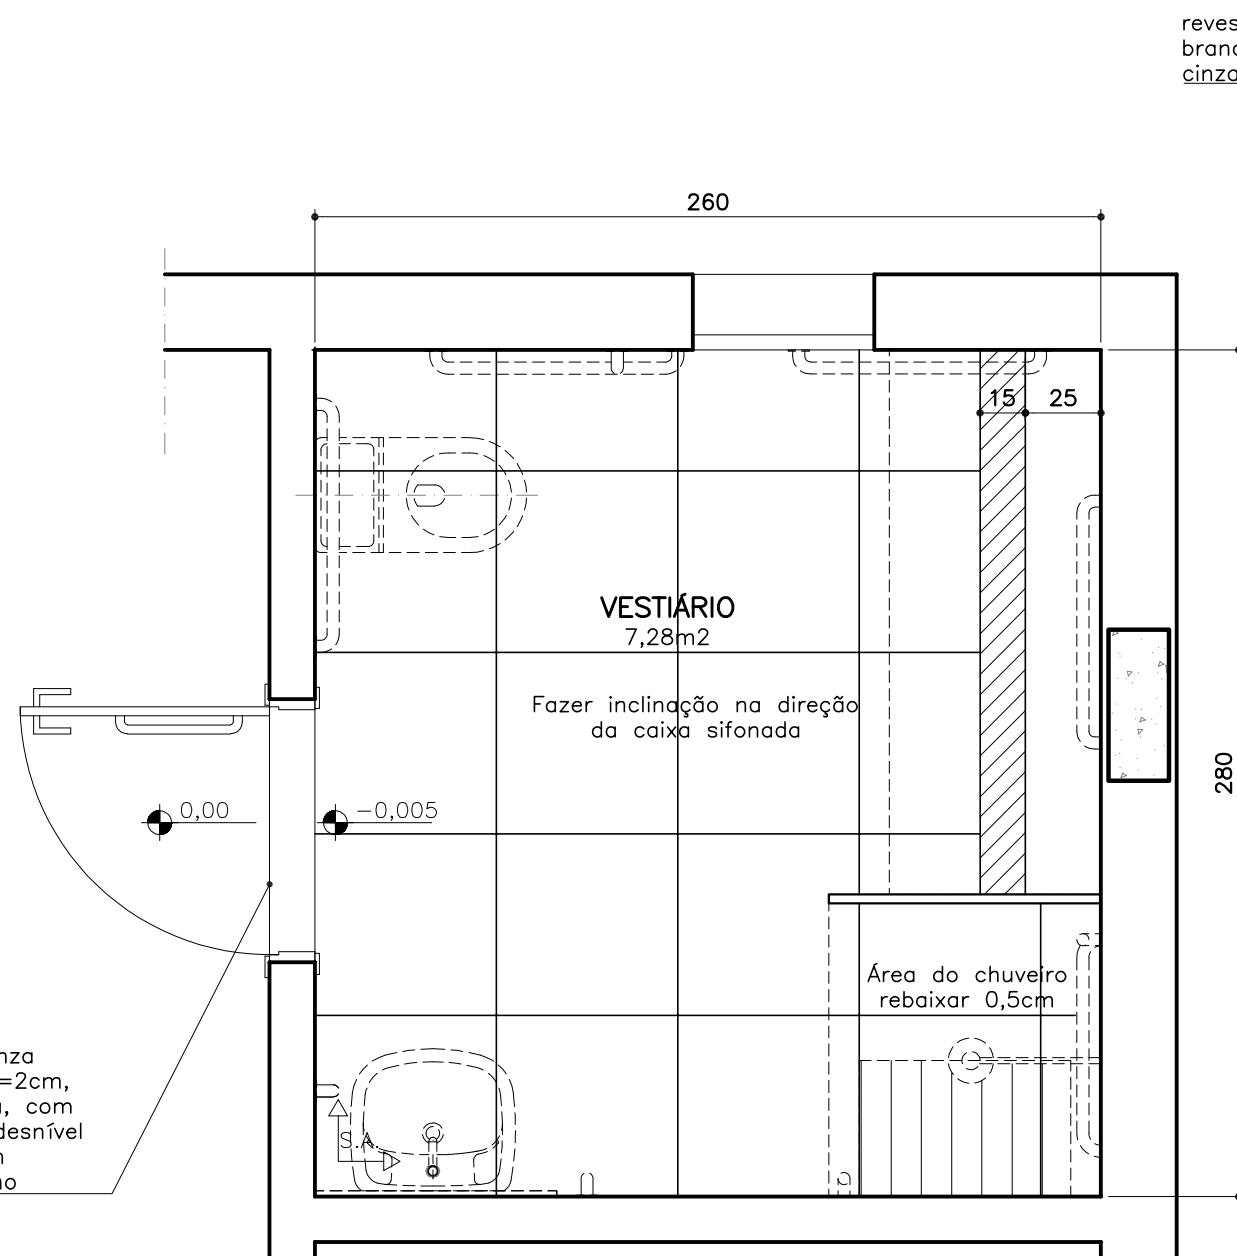 reves
branc
cinza
260
15 25
VESTIÁRIO
7,28m2
Fazer inclinação na direção
da caixa sifonada
280
0,00
-0,005
Área do chuveiro
rebaixar 0,5cm
nza
=2cm,
, com
desnível
no
S.A.